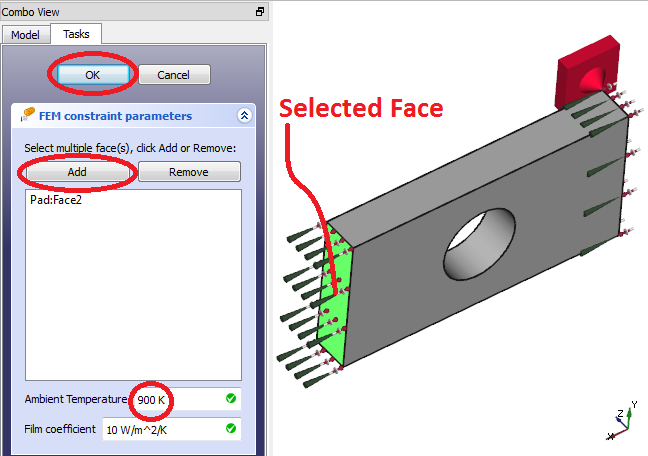 Combo View
Model
Tasks
OK
Cancel
FEM constraint parameters
Select multiple face(s), click Add or Remove:
Add
Remove
Pad:Face2
Ambient Temperature
900 K
Film coefficient
10 W/m^2/K
Selected Face
Y
Z
X